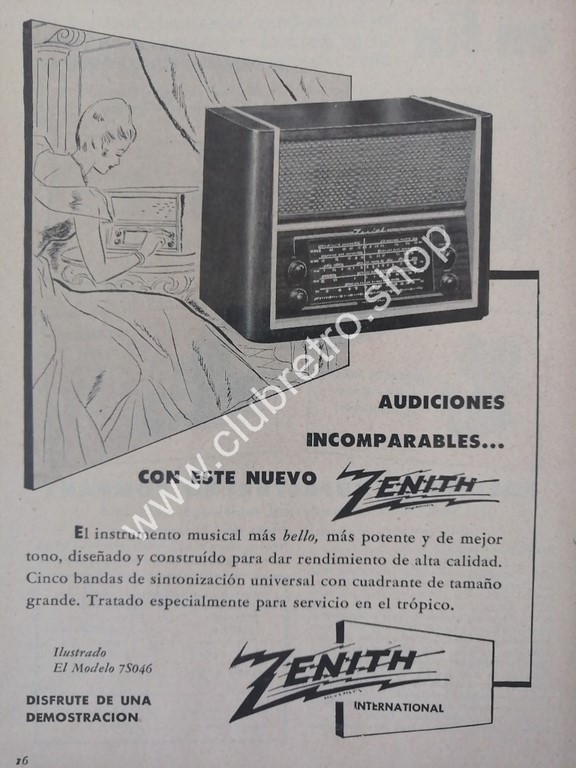 AUDICIONES
INCOMPARABLES...
CON ESTE NUEVO ZENITH
El instrumento musical más bello, más potente y de mejor
tono, diseñado y construído para dar rendimiento de alta calidad.
Cinco bandas de sintonización universal con cuadrante de tamaño
grande. Tratado especialmente para servicio en el trópico.
Ilustrado
El Modelo 7S046
DISFRUTE DE UNA
DEMOSTRACION.
ZENITH
INTERNATIONAL
16
www.clubretro.shop